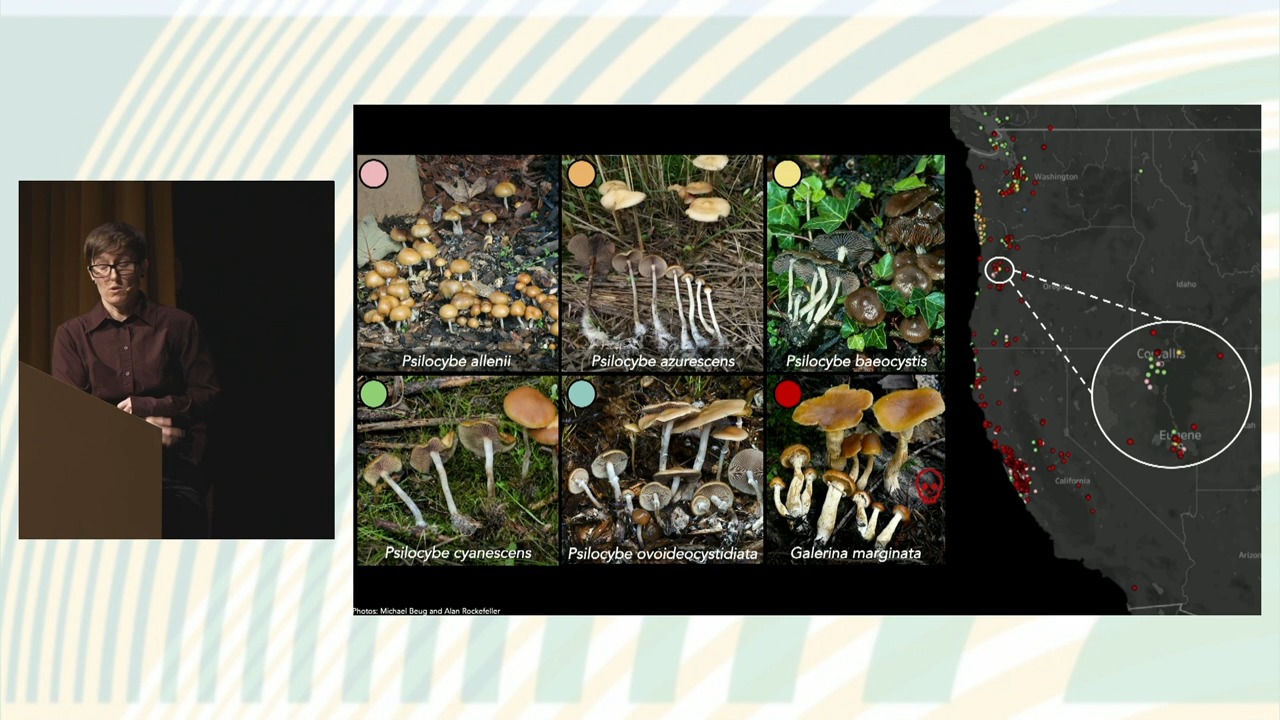 Psilocybe allenii
Psilocybe azurescens
Psilocybe baeocystis
Psilocybe cyanescens
Psilocybe ovoideocystidiata
Galerina marginata
Photos: Michael Beug and Alan Rockefeller
Washington
Idaho
Corvallis
Eugene
California